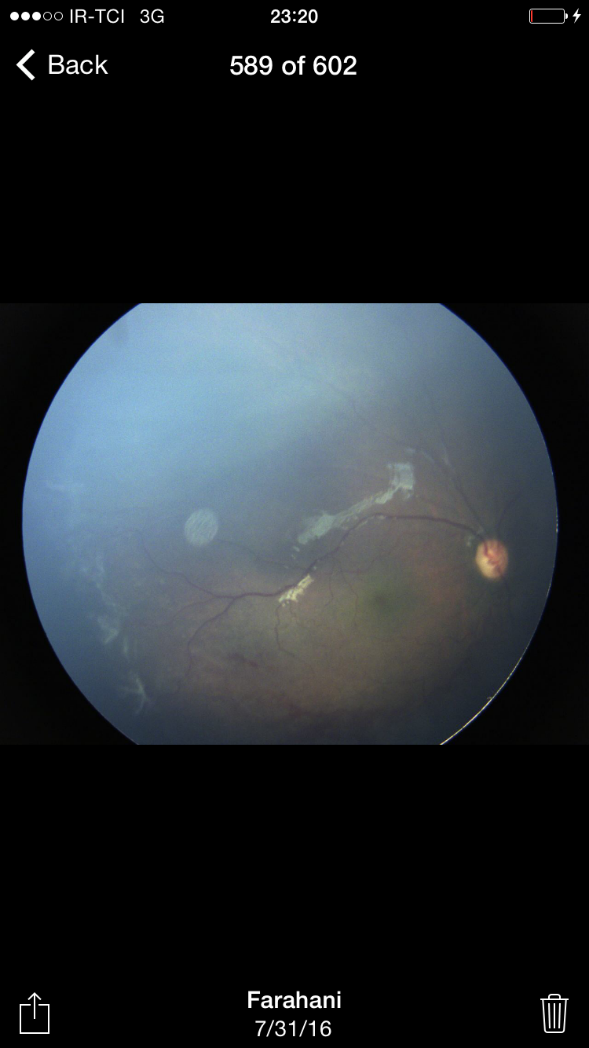 ●●●○○ IR-TCI 3G 23:20
Back 589 of 602
Farahani
7/31/16